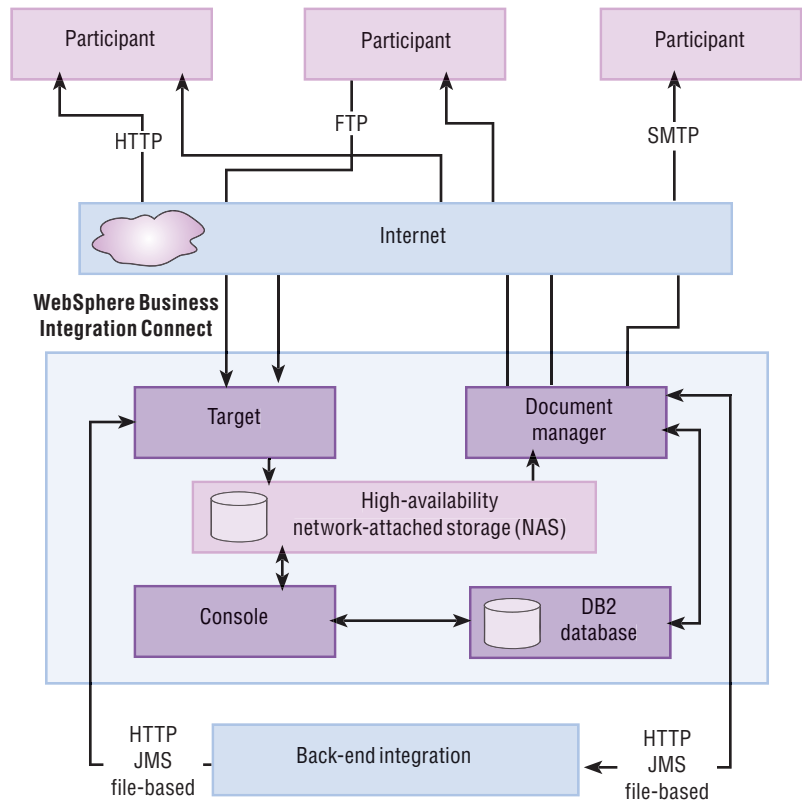 Participant
Participant
Participant
HTTP
FTP
SMTP
Internet
WebSphere Business
Integration Connect
Target
Document
manager
High-availability
network-attached storage (NAS)
Console
DB2
database
HTTP
JMS
file-based
Back-end integration
HTTP
JMS
file-based